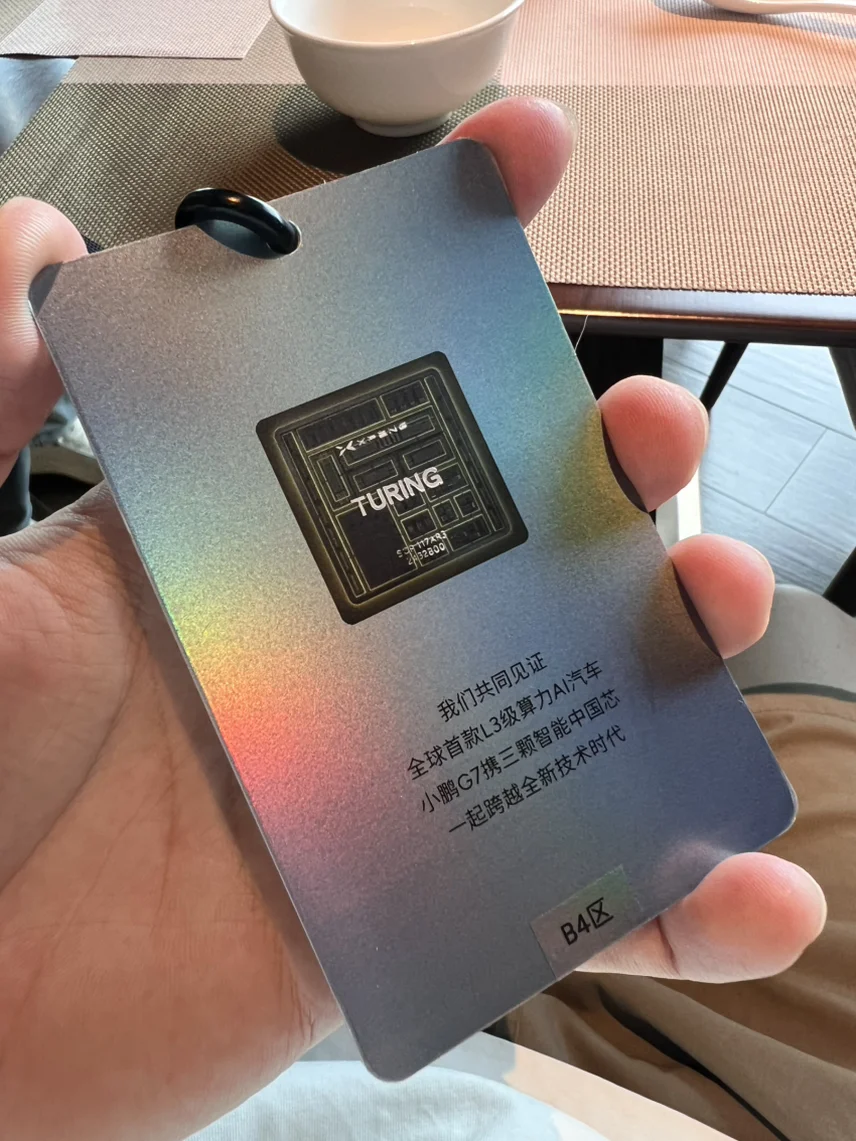 TURING
我们共同见证
全球首款L3级算力AI汽车
小鹏G7携三颗智能中国芯
一起跨越全新技术时代
B4区